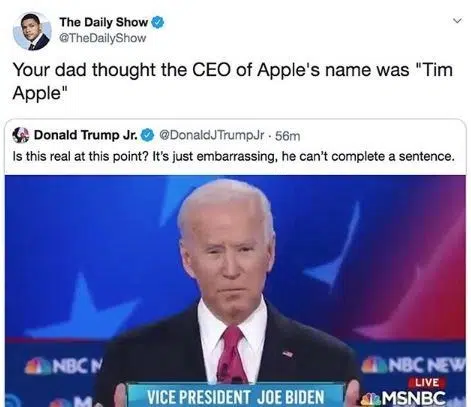 The Daily Show
@TheDailyShow
Your dad thought the CEO of Apple's name was "Tim
Apple"
Donald Trump Jr. @DonaldJTrumpJr · 56m
Is this real at this point? It's just embarrassing, he can't complete a sentence.
NBC N
NBC NEW
M
LIVE
VICE PRESIDENT JOE BIDEN
MSNBC